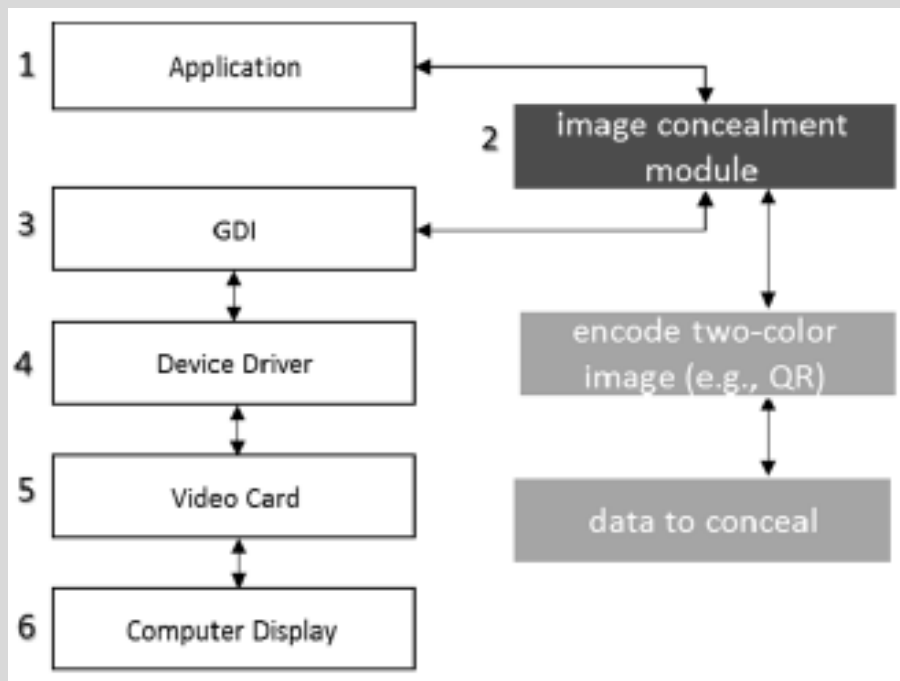 1
Application
2
image concealment
module
3
GDI
4
Device Driver
encode two-color
image (e.g., QR)
5
Video Card
data to conceal
6
Computer Display